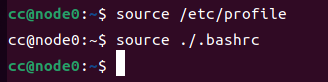 cc@node0:~$ source /etc/profile
cc@node0:~$ source ./.bashrc
cc@node0:~$